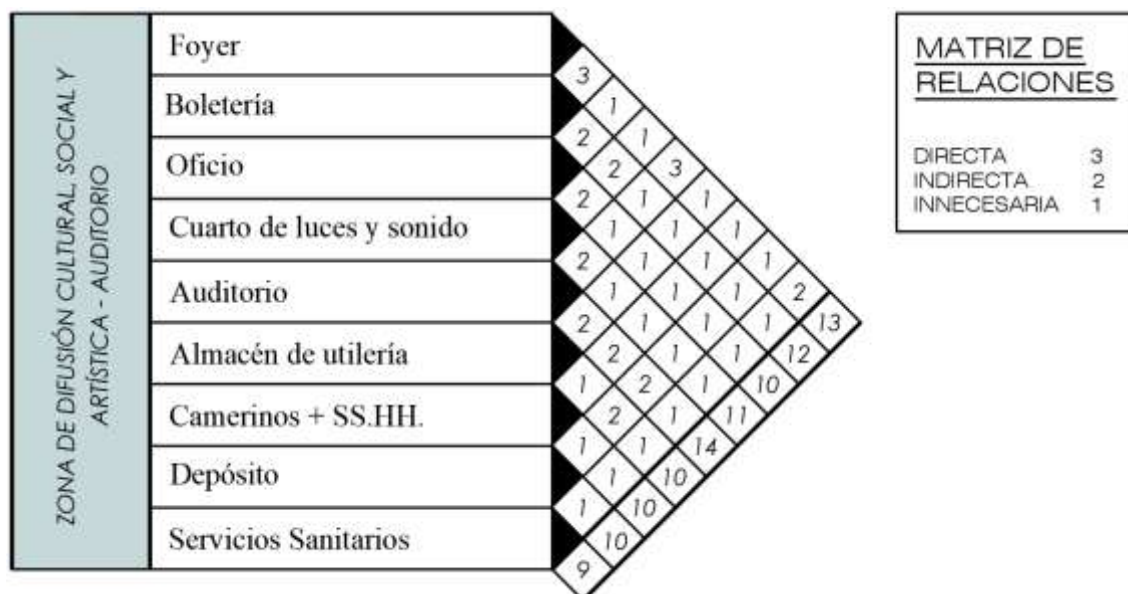 ZONA DE DIFUSIÓN CULTURAL, SOCIAL Y
ARTÍSTICA - AUDITORIO
Foyer
Boletería
Oficio
Cuarto de luces y sonido
Auditorio
Almacén de utilería
Camerinos + SS.HH.
Depósito
Servicios Sanitarios
3
1
2 1
2 3
2 1 1
1 1 1
2 1 1 1
1 1 1 2
2 1 1 1 13
2 1 1 12
1 2 1 10
2 1 11
1 1 14
1 10
1 10
10
9
MATRIZ DE
RELACIONES
DIRECTA 3
INDIRECTA 2
INNECESARIA 1